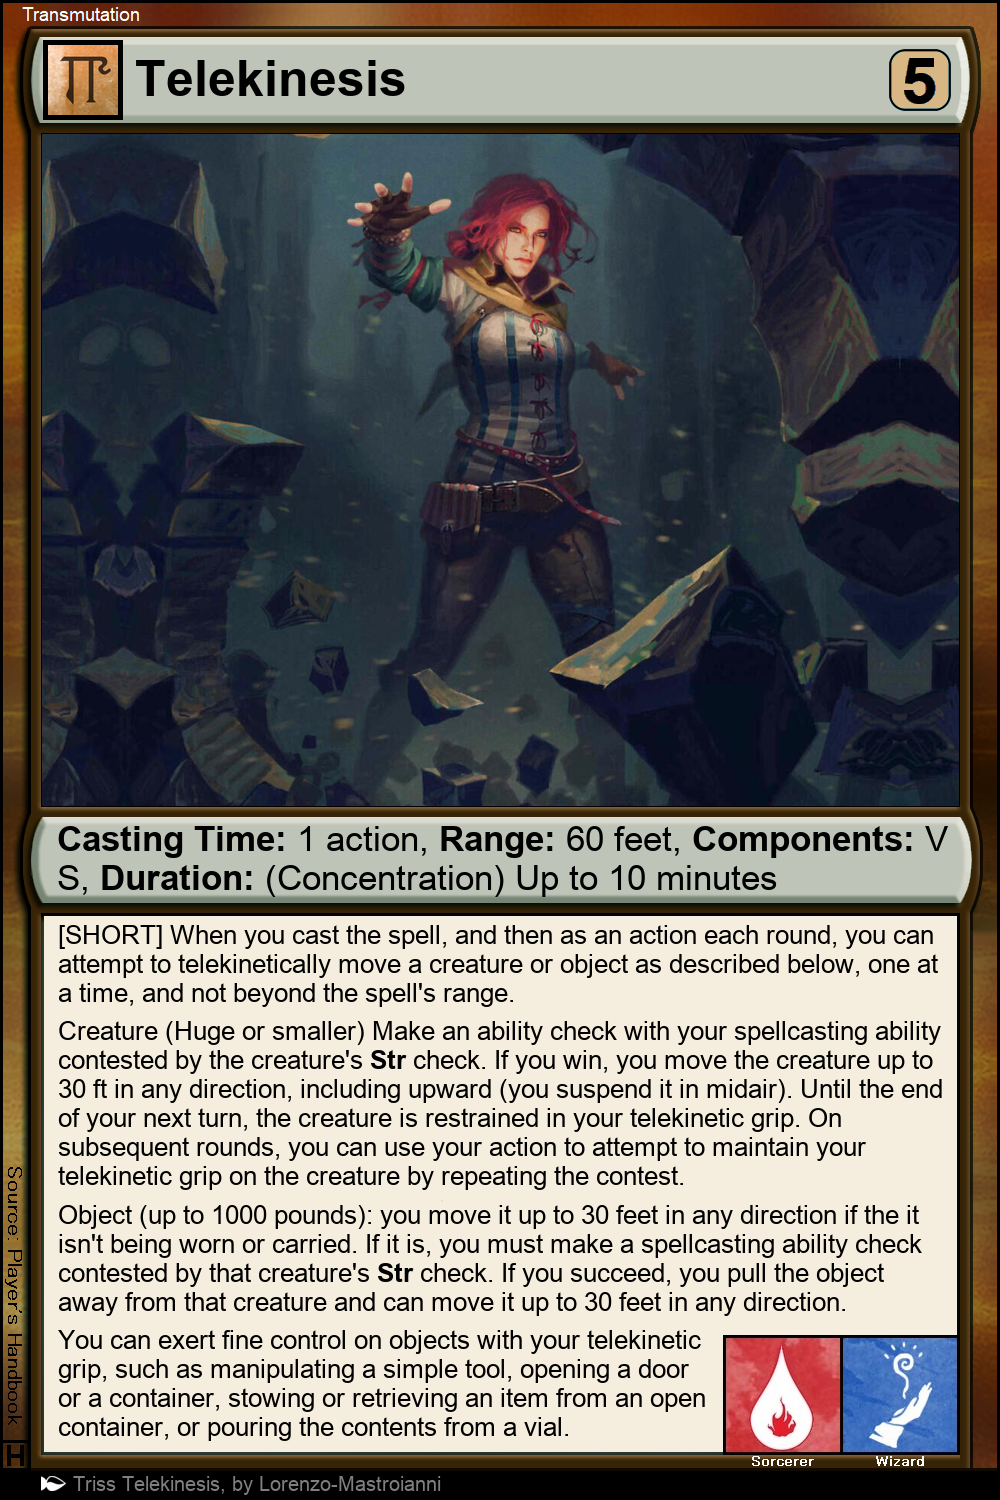 Transmutation
Telekinesis
5
Casting Time: 1 action, Range: 60 feet, Components: V
S, Duration: (Concentration) Up to 10 minutes
[SHORT] When you cast the spell, and then as an action each round, you can
attempt to telekinetically move a creature or object as described below, one at
a time, and not beyond the spell's range.
Creature (Huge or smaller) Make an ability check with your spellcasting ability
contested by the creature's Str check. If you win, you move the creature up to
30 ft in any direction, including upward (you suspend it in midair). Until the end
of your next turn, the creature is restrained in your telekinetic grip. On
subsequent rounds, you can use your action to attempt to maintain your
telekinetic grip on the creature by repeating the contest.
Object (up to 1000 pounds): you move it up to 30 feet in any direction if the it
isn't being worn or carried. If it is, you must make a spellcasting ability check
contested by that creature's Str check. If you succeed, you pull the object
away from that creature and can move it up to 30 feet in any direction.
You can exert fine control on objects with your telekinetic
grip, such as manipulating a simple tool, opening a door
or a container, stowing or retrieving an item from an open
container, or pouring the contents from a vial.
Sorcerer
Wizard
Source: Player's Handbook
H
Triss Telekinesis, by Lorenzo-Mastroianni